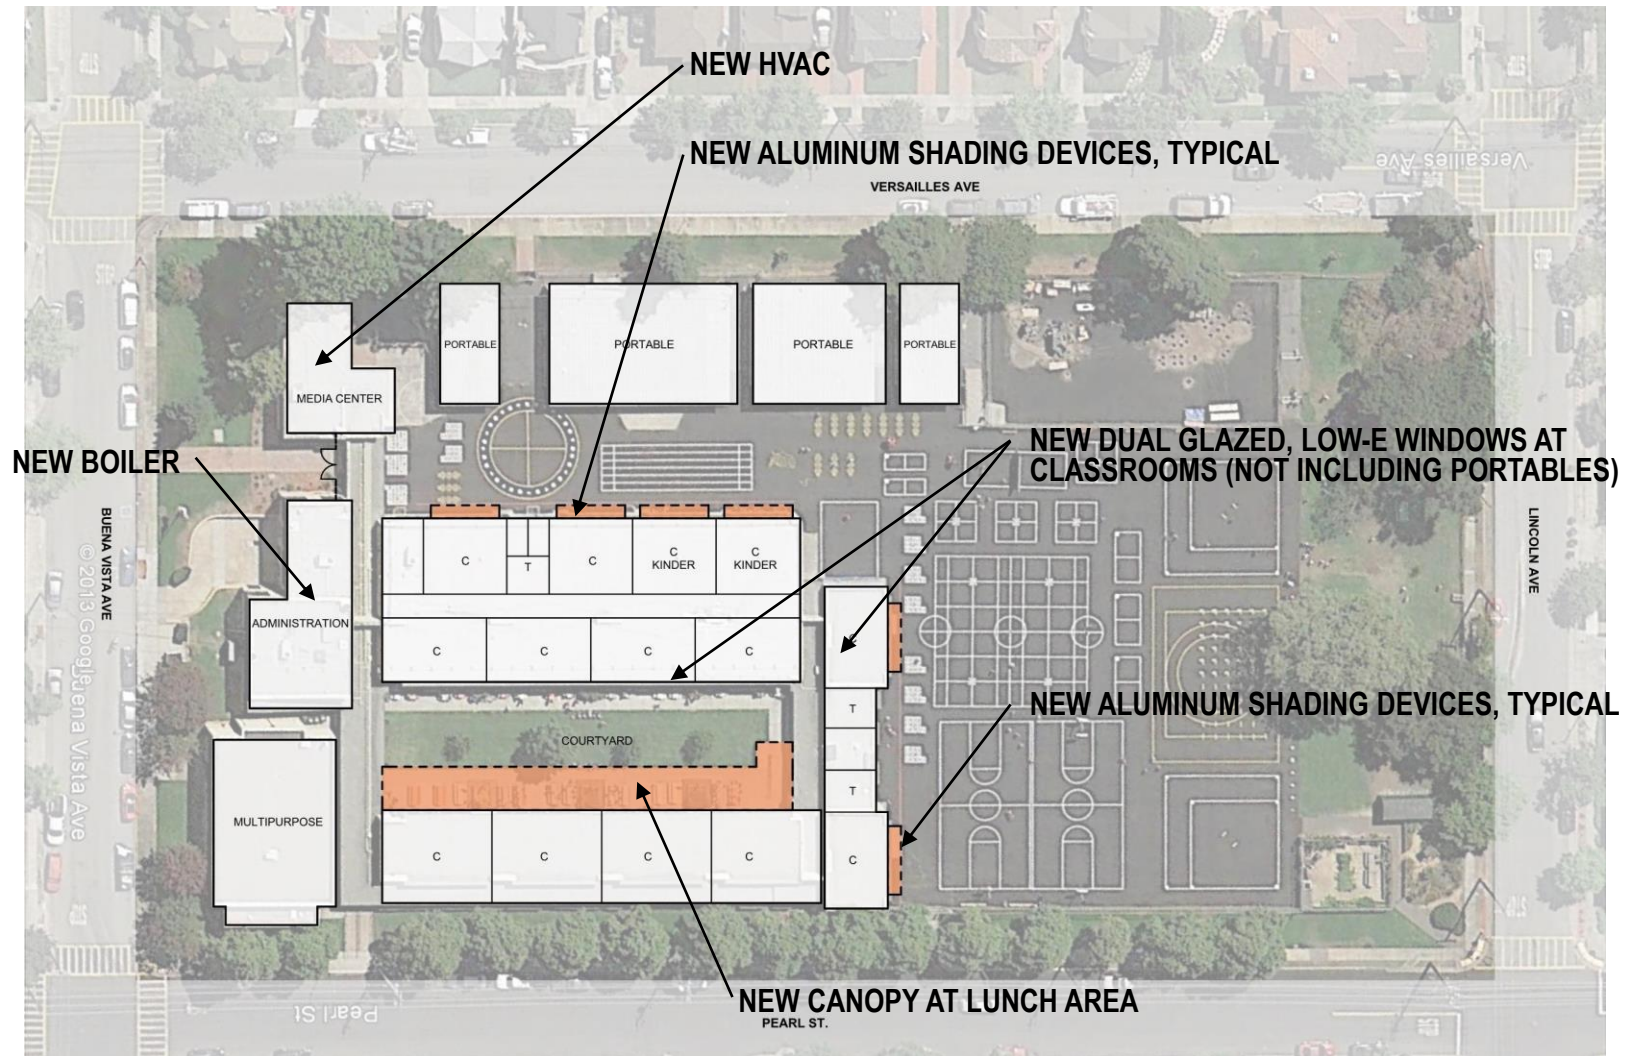 NEW HVAC
NEW ALUMINUM SHADING DEVICES, TYPICAL
VERSAILLES AVE
Versailles Ave
PORTABLE
PORTABLE
PORTABLE
PORTABLE
MEDIA CENTER
NEW BOILER
NEW DUAL GLAZED, LOW-E WINDOWS AT
CLASSROOMS (NOT INCLUDING PORTABLES)
BUENA VISTA AVE
© 2013 Google
Buena Vista Ave
LINCOLN AVE
C
T
C
C
KINDER
C
KINDER
ADMINISTRATION
C
C
C
C
C
NEW ALUMINUM SHADING DEVICES, TYPICAL
T
COURTYARD
T
MULTIPURPOSE
C
C
C
C
C
NEW CANOPY AT LUNCH AREA
PEARL ST.
Pearl St